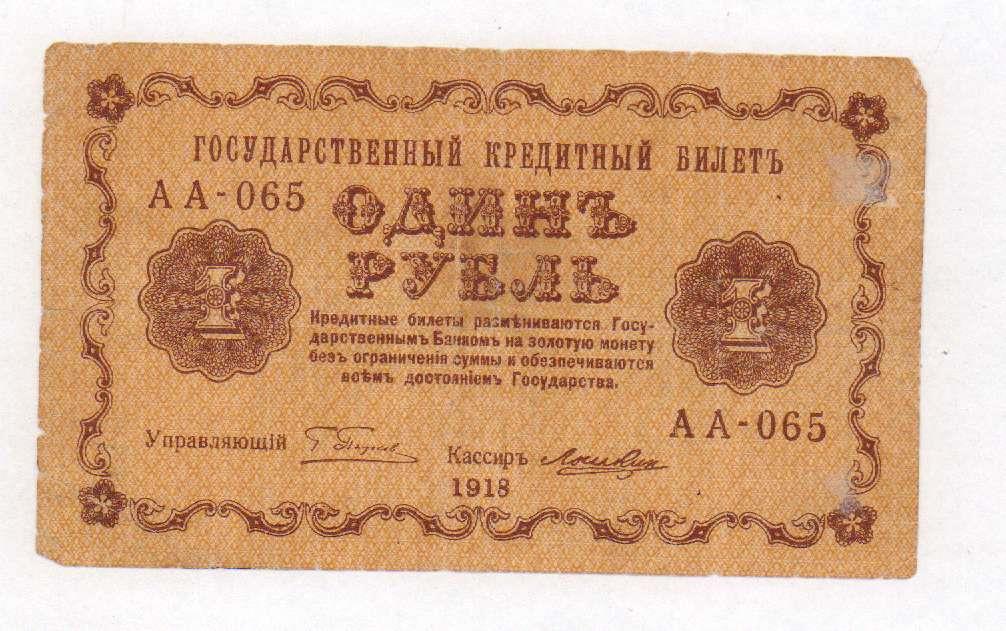 ГОСУДАРСТВЕННЫЙ КРЕДИТНЫЙ БИЛЕТЪ
АА-065
ОДИНЪ
РУБЛЬ
1
1
Кредитные билеты размѣниваются Госу-
дарственнымъ Банкомъ на золотую монету
безъ ограниченія суммы и обезпечиваются
всѣмъ достояніемъ Государства.
АА-065
Управляющій
Кассиръ
1918